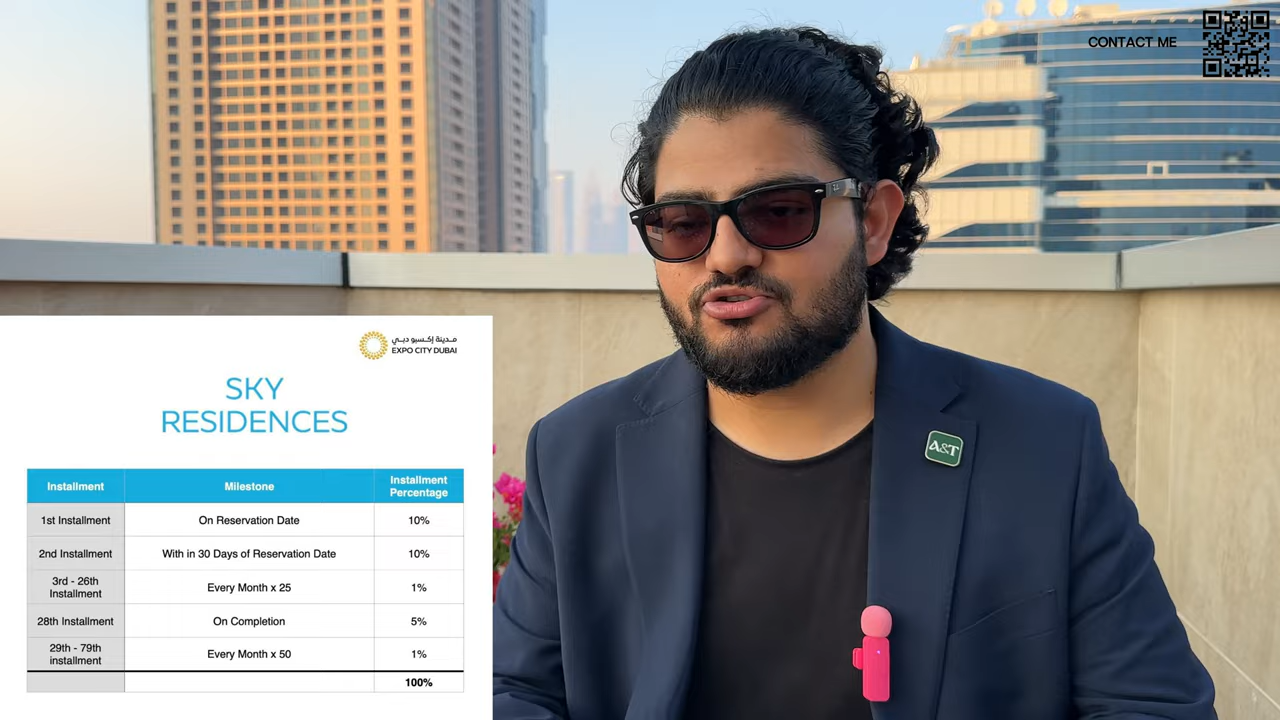 CONTACT ME
مدينة إكسبو دبي
EXPO CITY DUBAI
SKY
RESIDENCES
Installment
Milestone
Installment
Percentage
1st Installment
On Reservation Date
10%
2nd Installment
With in 30 Days of Reservation Date
10%
3rd - 26th
Installment
Every Month x 25
1%
28th Installment
On Completion
5%
29th - 79th
installment
Every Month x 50
1%
100%
A&T